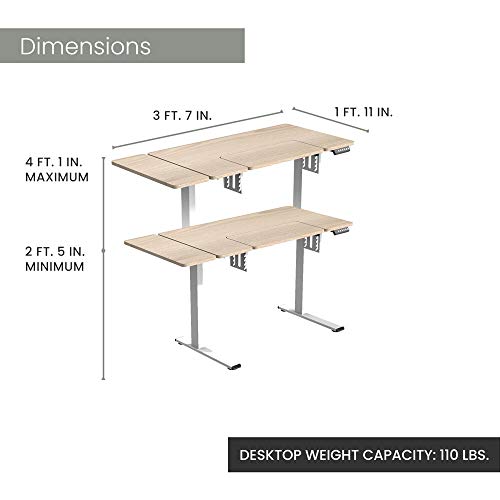 Dimensions
3 FT. 7 IN.
1 FT. 11 IN.
4 FT. 1 IN.
MAXIMUM
2 FT. 5 IN.
MINIMUM
DESKTOP WEIGHT CAPACITY: 110 LBS.